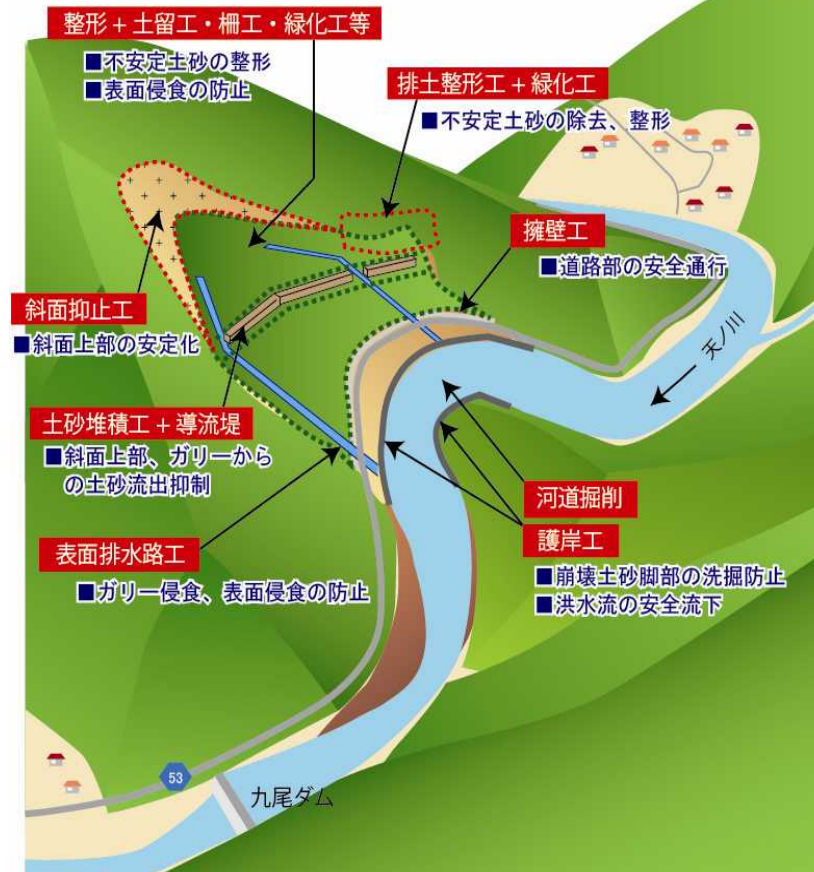 整形+土留工・柵工・緑化工等
■不安定土砂の整形
■表面侵食の防止
排土整形工+緑化工
■不安定土砂の除去、整形
擁壁工
■道路部の安全通行
斜面抑止工
■斜面上部の安定化
天ノ川
土砂堆積工+導流堤
■斜面上部、ガリーから
の土砂流出抑制
河道掘削
護岸工
■崩壊土砂脚部の洗掘防止
■洪水流の安全流下
表面排水路工
■ガリー侵食、表面侵食の防止
53
九尾ダム